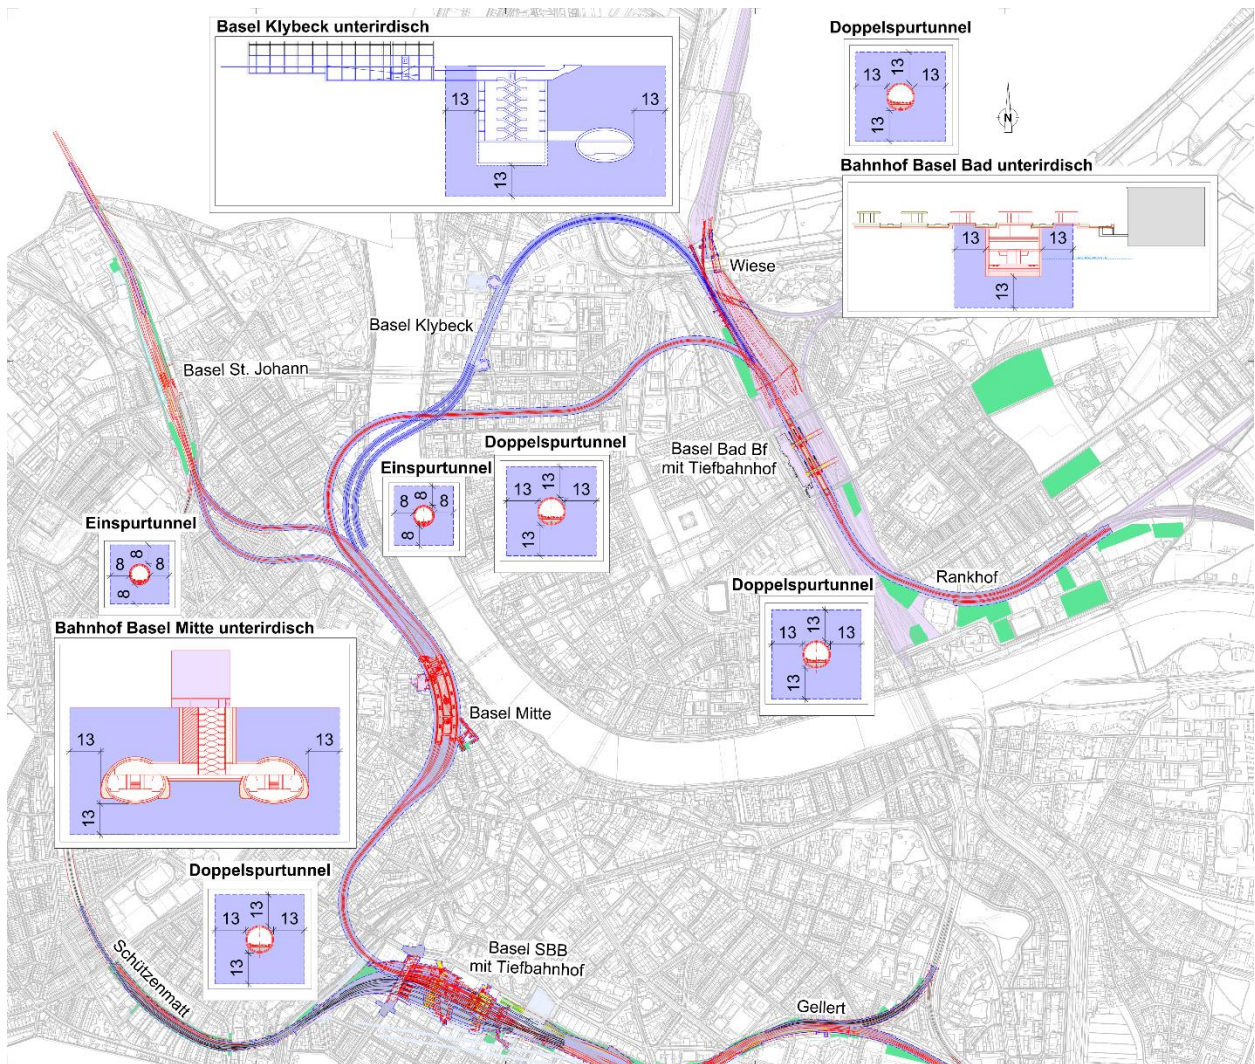 Basel Klybeck unterirdisch
13
13
13
Doppelspurtunnel
13
13
13
13
N
Bahnhof Basel Bad unterirdisch
13
13
13
Wiese
Basel Klybeck
Basel St. Johann
Doppelspurtunnel
13
13
13
13
Basel Bad Bf
mit Tiefbahnhof
Einspurtunnel
8
8
8
8
Einspurtunnel
8
8
8
8
Doppelspurtunnel
13
13
13
13
Rankhof
Bahnhof Basel Mitte unterirdisch
13
13
13
Basel Mitte
Doppelspurtunnel
13
13
13
13
Schützenmatt
Basel SBB
mit Tiefbahnhof
Gellert